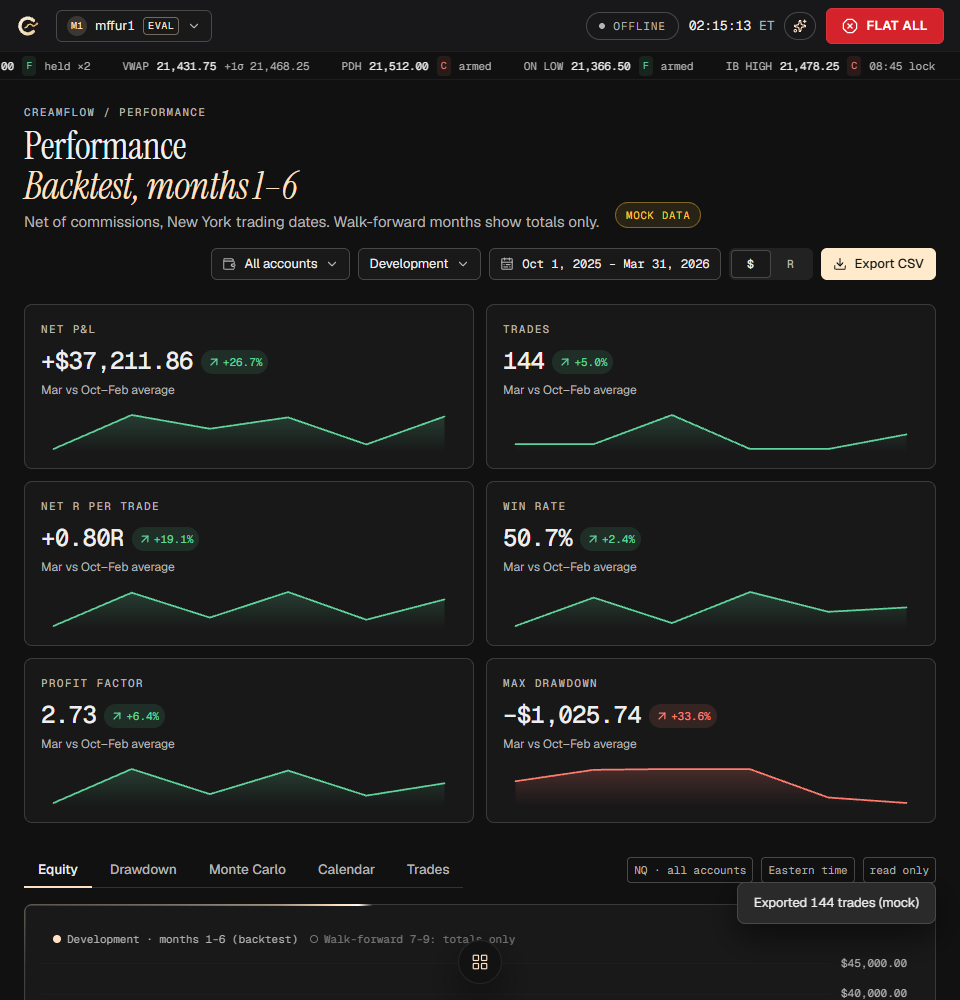 M1 mffur1 EVAL
OFFLINE 02:15:13 ET FLAT ALL
00 F held ×2 VWAP 21,431.75 +1σ 21,468.25 PDH 21,512.00 C armed ON LOW 21,366.50 F armed IB HIGH 21,478.25 C 08:45 lock
CREAMFLOW / PERFORMANCE
Performance
Backtest, months 1–6
Net of commissions, New York trading dates. Walk-forward months show totals only. MOCK DATA
All accounts Development Oct 1, 2025 – Mar 31, 2026 $ R Export CSV
NET P&L
+$37,211.86 +26.7%
Mar vs Oct–Feb average
TRADES
144 +5.0%
Mar vs Oct–Feb average
NET R PER TRADE
+0.80R +19.1%
Mar vs Oct–Feb average
WIN RATE
50.7% +2.4%
Mar vs Oct–Feb average
PROFIT FACTOR
2.73 +6.4%
Mar vs Oct–Feb average
MAX DRAWDOWN
−$1,025.74 +33.6%
Mar vs Oct–Feb average
Equity Drawdown Monte Carlo Calendar Trades
NQ · all accounts Eastern time read only
Exported 144 trades (mock)
Development · months 1–6 (backtest) Walk-forward 7–9: totals only
$45,000.00
$40,000.00